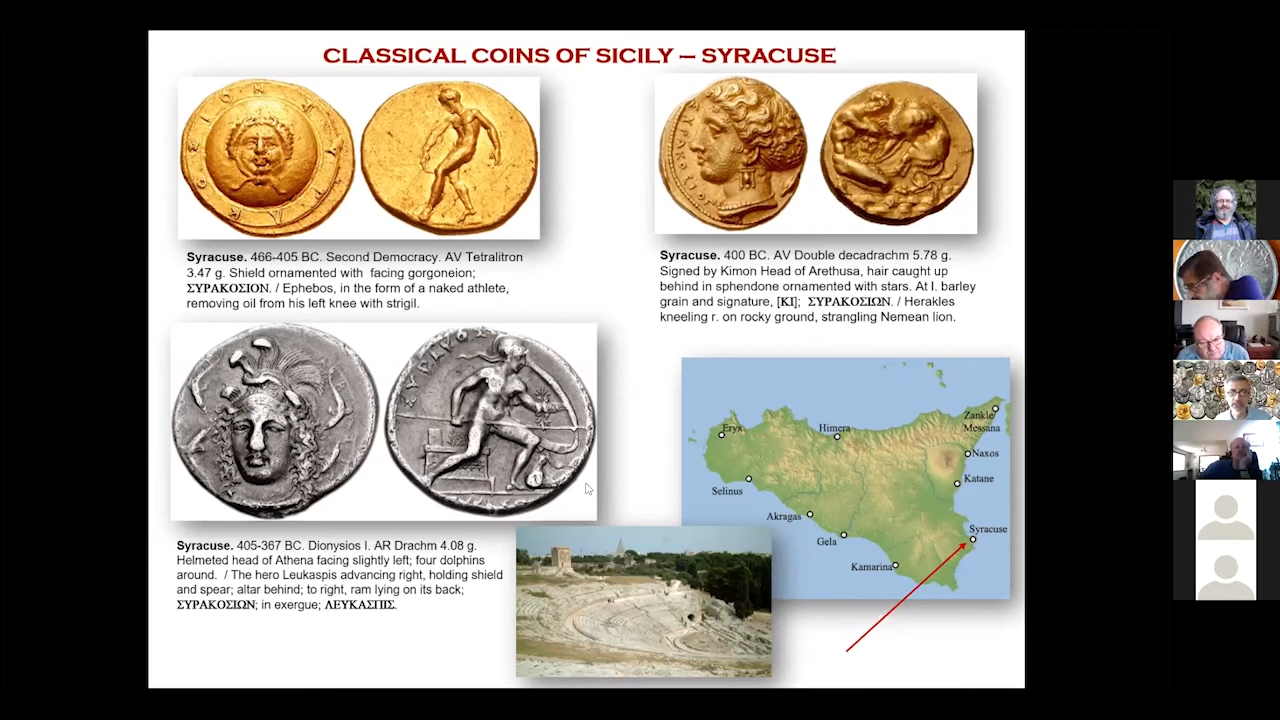 CLASSICAL COINS OF SICILY – SYRACUSE
Syracuse. 466-405 BC. Second Democracy. AV Tetralitron
3.47 g. Shield ornamented with facing gorgoneion;
ΣΥΡΑΚΟΣΙΟΝ. / Ephebos, in the form of a naked athlete,
removing oil from his left knee with strigil.
Syracuse. 400 BC. AV Double decadrachm 5.78 g.
Signed by Kimon Head of Arethusa, hair caught up
behind in sphendone ornamented with stars. At l. barley
grain and signature, [ΚΙ]; ΣΥΡΑΚΟΣΙΩΝ. / Herakles
kneeling r. on rocky ground, strangling Nemean lion.
Syracuse. 405-367 BC. Dionysios I. AR Drachm 4.08 g.
Helmeted head of Athena facing slightly left; four dolphins
around. / The hero Leukaspis advancing right, holding shield
and spear; altar behind; to right, ram lying on its back;
ΣΥΡΑΚΟΣΙΩΝ; in exergue; ΛΕΥΚΑΣΠΙΣ.
Zankle
Messana
Eryx
Himera
Naxos
Katane
Selinus
Akragas
Syracuse
Gela
Kamarina